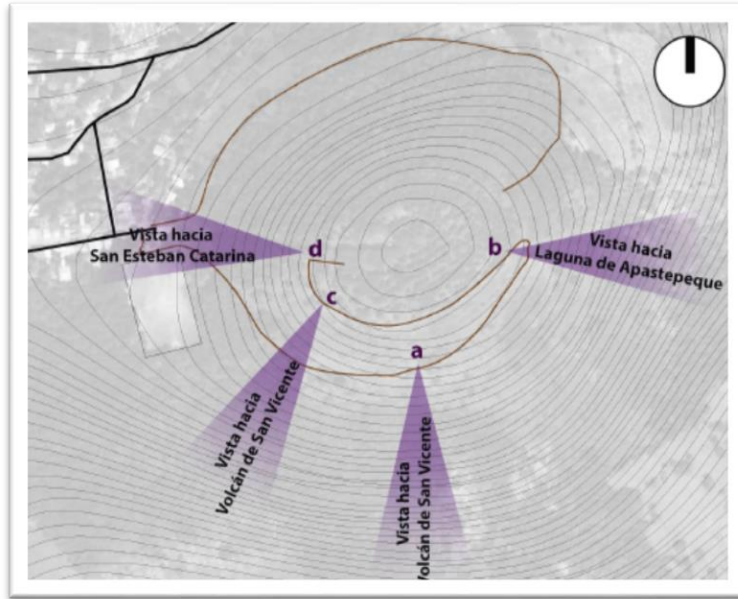 Vista hacia
San Esteban Catarina
d
b
Vista hacia
Laguna de Apastepeque
c
a
Vista hacia
Volcán de San Vicente
Vista hacia
Volcán de San Vicente